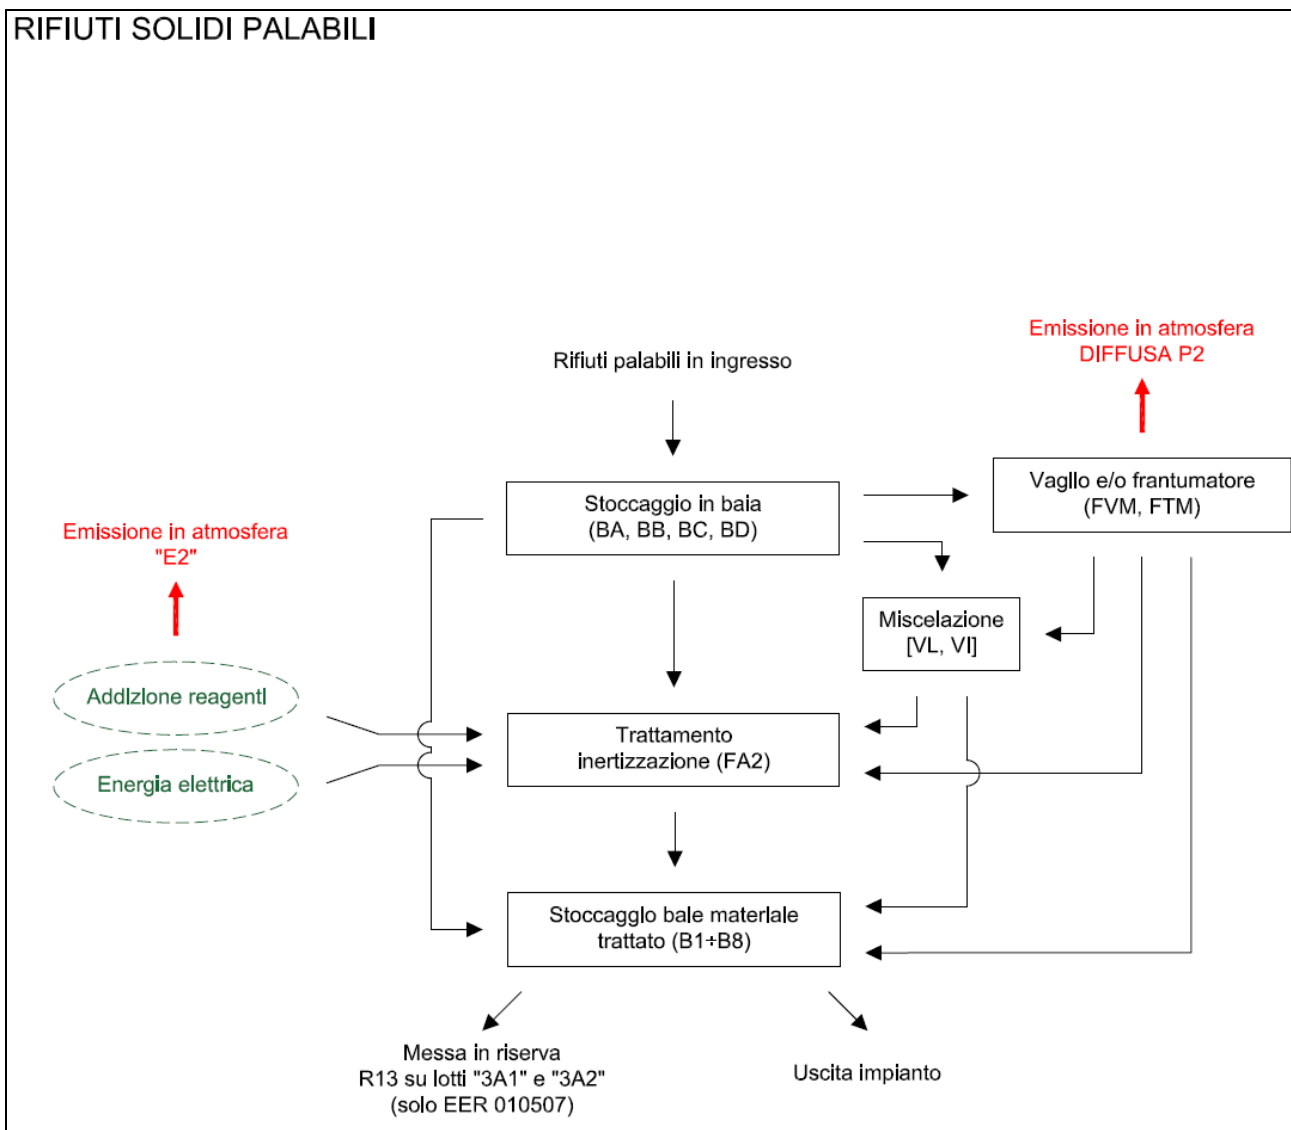 RIFIUTI SOLIDI PALABILI
Emissione in atmosfera
DIFFUSA P2
Rifiuti palabili in ingresso
Vaglio e/o frantumatore
(FVM, FTM)
Stoccaggio in baia
(BA, BB, BC, BD)
Emissione in atmosfera
"E2"
Miscelazione
[VL, VI]
Addizione reagenti
Trattamento
inertizzazione (FA2)
Energia elettrica
Stoccaggio baie materiale
trattato (B1÷B8)
Messa in riserva
R13 su lotti "3A1" e "3A2"
(solo EER 010507)
Uscita impianto